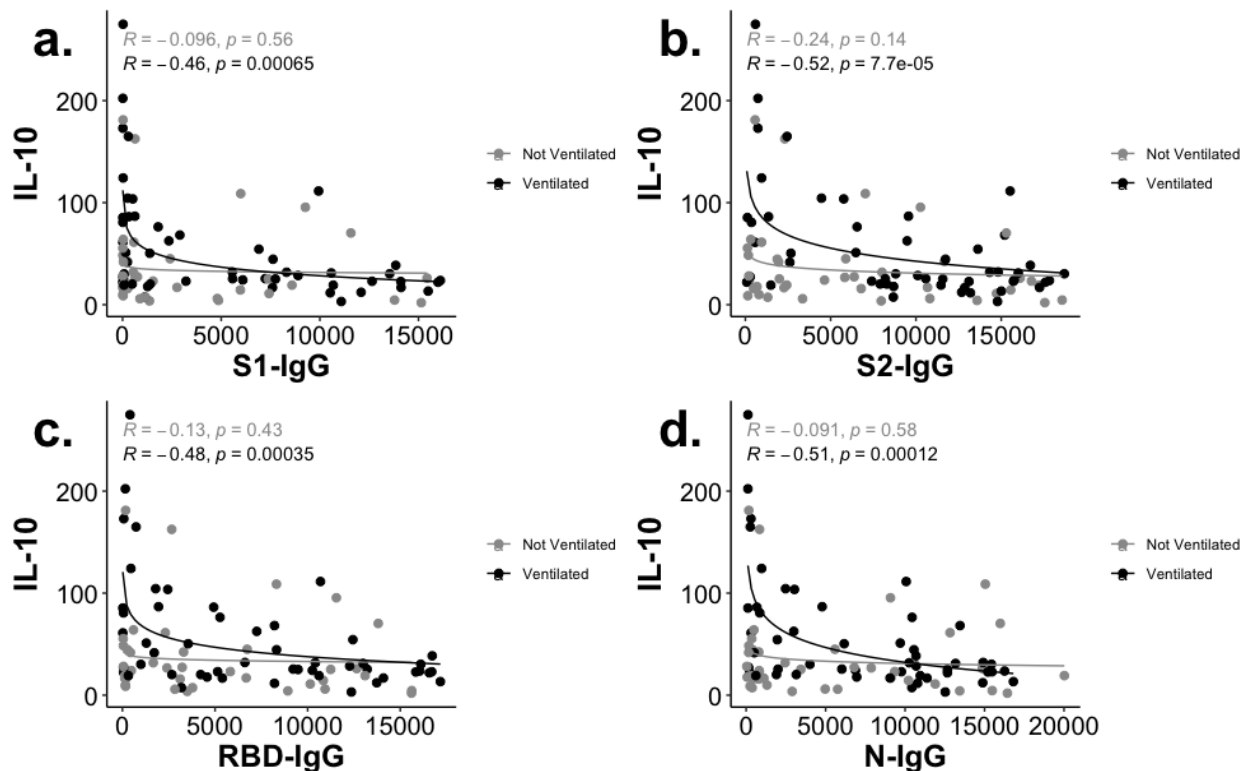 a.
R = −0.096, p = 0.56
R = −0.46, p = 0.00065
IL-10
200
100
0
0 5000 10000 15000
S1-IgG
a Not Ventilated
a Ventilated
b.
R = −0.24, p = 0.14
R = −0.52, p = 7.7e-05
IL-10
200
100
0
0 5000 10000 15000
S2-IgG
a Not Ventilated
a Ventilated
c.
R = −0.13, p = 0.43
R = −0.48, p = 0.00035
IL-10
200
100
0
0 5000 10000 15000
RBD-IgG
a Not Ventilated
a Ventilated
d.
R = −0.091, p = 0.58
R = −0.51, p = 0.00012
IL-10
200
100
0
0 5000 10000 15000 20000
N-IgG
a Not Ventilated
a Ventilated